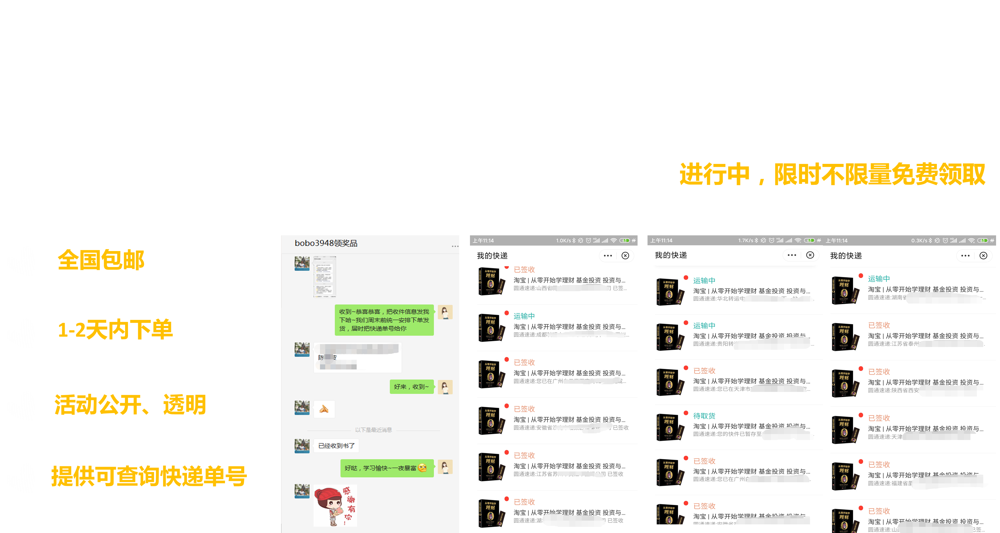 进行中，限时不限量免费领取
全国包邮
1-2天内下单
活动公开、透明
提供可查询快递单号
bobo3948领奖品
收到~恭喜恭喜，把收件信息发我
下哈~我们周末前统一安排下单发
货，届时把快递单号给你
陈
好来，收到~
以下是最近消息
已经收到书了
好哒，学习愉快~一夜暴富
感谢有你!
上午11:14
1.0K/s
63
我的快递
已签收
淘宝 | 从零开始学理财 基金投资 投资与...
圆通速递:山西省 司 已签...
运输中
淘宝 | 从零开始学理财 基金投资 投资与...
圆通速递:成都
已签收
淘宝 | 从零开始学理财 基金投资 投资与...
圆通速递:您已在广州
已签收
淘宝 | 从零开始学理财 基金投资 投资与...
圆通速递:安徽省 已签收
已签收
淘宝 | 从零开始学理财 基金投资 投资与...
圆通速递:江苏省苏 公司 已签收
已签收
淘宝 | 从零开始学理财 基金投资 投资与...
圆通速递:湖 司 已签收
上午11:14
1.7K/s
63
我的快递
运输中
淘宝 | 从零开始学理财 基金投资 投资与...
圆通速递:华北转运中
运输中
淘宝 | 从零开始学理财 基金投资 投资与...
圆通速递:贵阳转
已签收
淘宝 | 从零开始学理财 基金投资 投资与...
圆通速递:您已在天津市
待取货
淘宝 | 从零开始学理财 基金投资 投资与...
圆通速递:您的快件已暂存至
已签收
淘宝 | 从零开始学理财 基金投资 投资与...
圆通速递:您已在广州白
已签收
淘宝 | 从零开始学理财 基金投资 投资与
圆通速递:安徽省
上午11:14
0.3K/s
63
我的快递
运输中
淘宝 | 从零开始学理财 基金投资 投资与...
圆通速递:湖南省
已签收
淘宝 | 从零开始学理财 基金投资 投资与...
圆通速递:江苏省泰州
已签收
淘宝 | 从零开始学理财 基金投资 投资与...
圆通速递:陕西省西安
已签收
淘宝 | 从零开始学理财 基金投资 投资与...
圆通速递:天津
已签收
淘宝 | 从零开始学理财 基金投资 投资与
圆通速递:福建省厦
已签收
淘宝 | 从零开始学理财 基金投资 投资与...
圆通速递:山